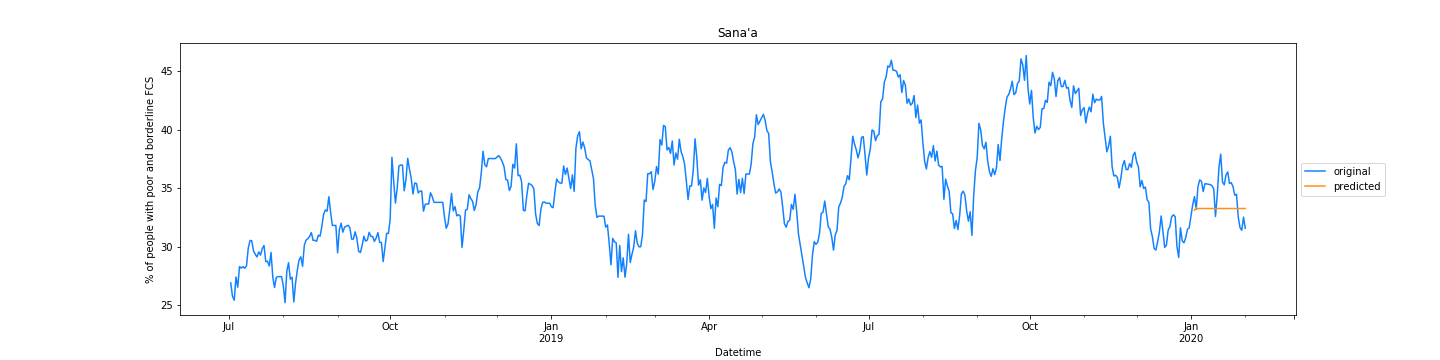 Sana'a
% of people with poor and borderline FCS
45
40
35
30
25
Jul
Oct
Jan
2019
Apr
Jul
Oct
Jan
2020
Datetime
original
predicted